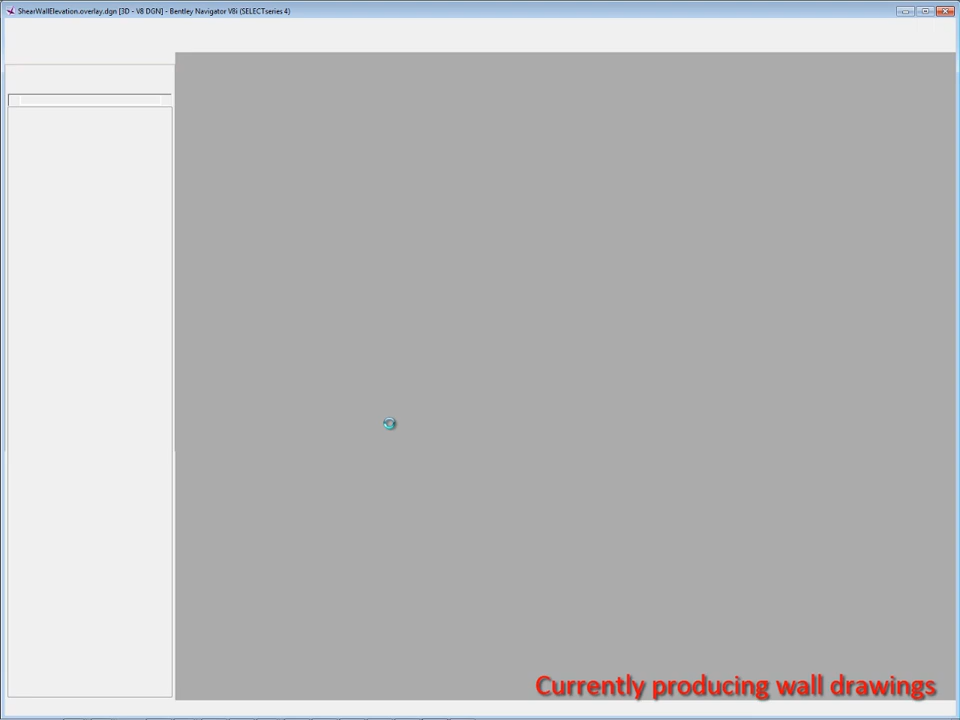 ShearWallElevation.overlay.dgn [3D - V8 DGN] - Bentley Navigator V8i (SELECTseries 4)
Currently producing wall drawings